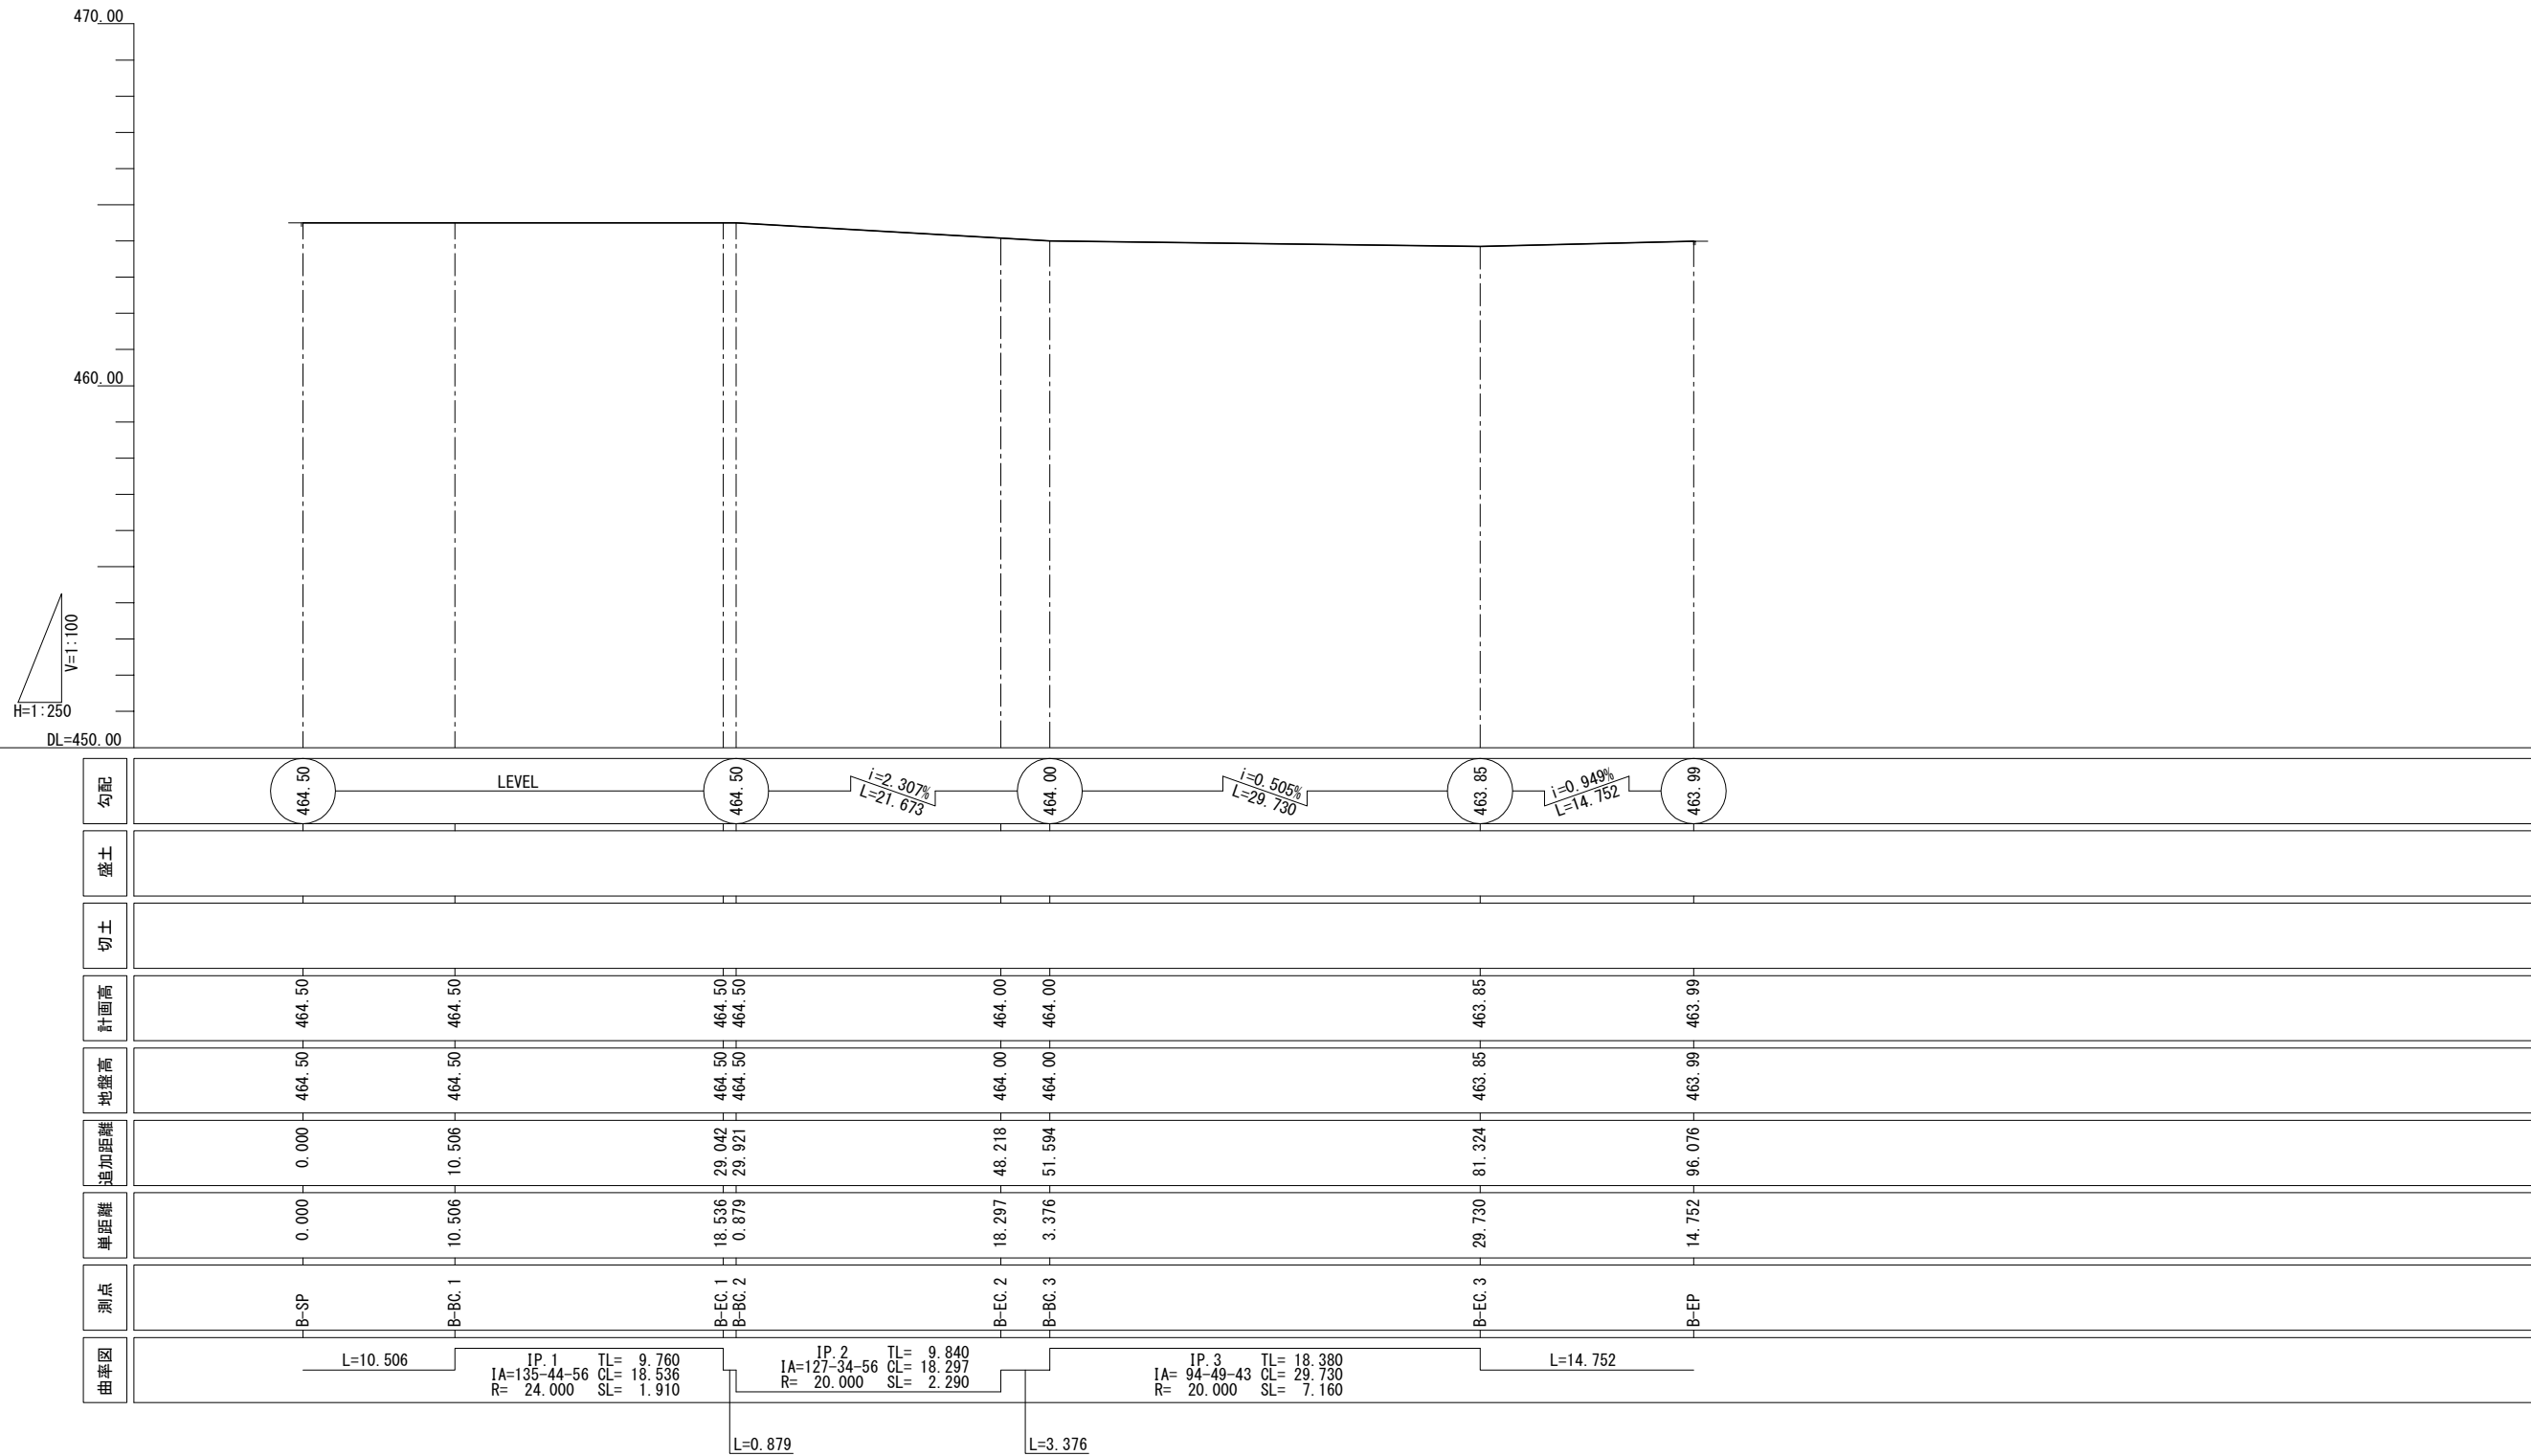 470.00
460.00
V=1:100
H=1:250
DL=450.00
勾配
464.50
LEVEL
464.50
i=2.307%
L=21.673
464.00
i=0.505%
L=29.730
463.85
i=0.949%
L=14.752
463.99
盛土
切土
計画高
464.50
464.50
464.50
464.50
464.00
464.00
463.85
463.99
地盤高
464.50
464.50
464.50
464.50
464.00
464.00
463.85
463.99
追加距離
0.000
10.506
29.042
29.921
48.218
51.594
81.324
96.076
単距離
0.000
10.506
18.536
0.879
18.297
3.376
29.730
14.752
測点
B-SP
B-BC.1
B-EC.1
B-BC.2
B-EC.2
B-BC.3
B-EC.3
B-EP
曲率図
L=10.506
IP.1 TL= 9.760
IA=135-44-56 CL= 18.536
R= 24.000 SL= 1.910
L=0.879
IP.2 TL= 9.840
IA=127-34-56 CL= 18.297
R= 20.000 SL= 2.290
L=3.376
IP.3 TL= 18.380
IA= 94-49-43 CL= 29.730
R= 20.000 SL= 7.160
L=14.752